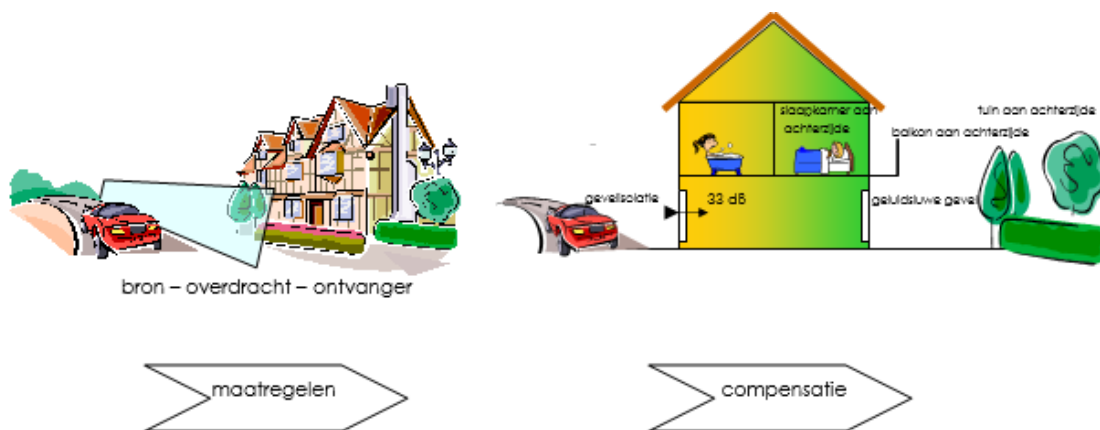 slaapkamer aan
achterzijde
tuin aan achterzijde
balkon aan achterzijde
gevelisolatie
33 dB
geluidsluwe gevel
bron – overdracht – ontvanger
maatregelen
compensatie